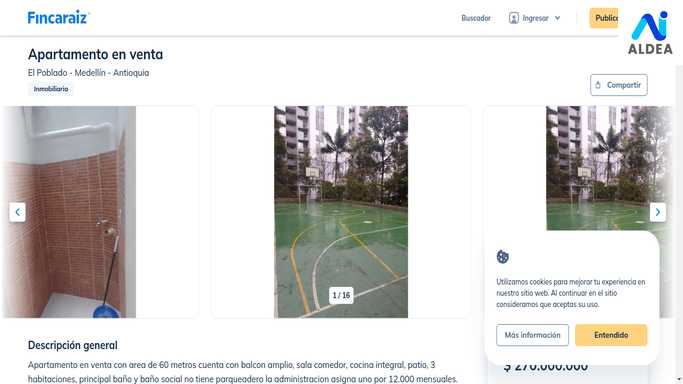 Fincaraiz
Buscador
Ingresar
Public
ALDEA
Apartamento en venta
El Poblado - Medellín - Antioquia
Inmobiliario
Compartir
1 / 16
Utilizamos cookies para mejorar tu experiencia en
nuestro sitio web. Al continuar en el sitio
consideramos que aceptas su uso.
Más información
Entendido
$ 270.000.000
Descripción general
Apartamento en venta con area de 60 metros cuenta con balcon amplio, sala comedor, cocina integral, patio, 3
habitaciones, principal baño y baño social no tiene parqueadero la administracion asigna uno por 12.000 mensuales.